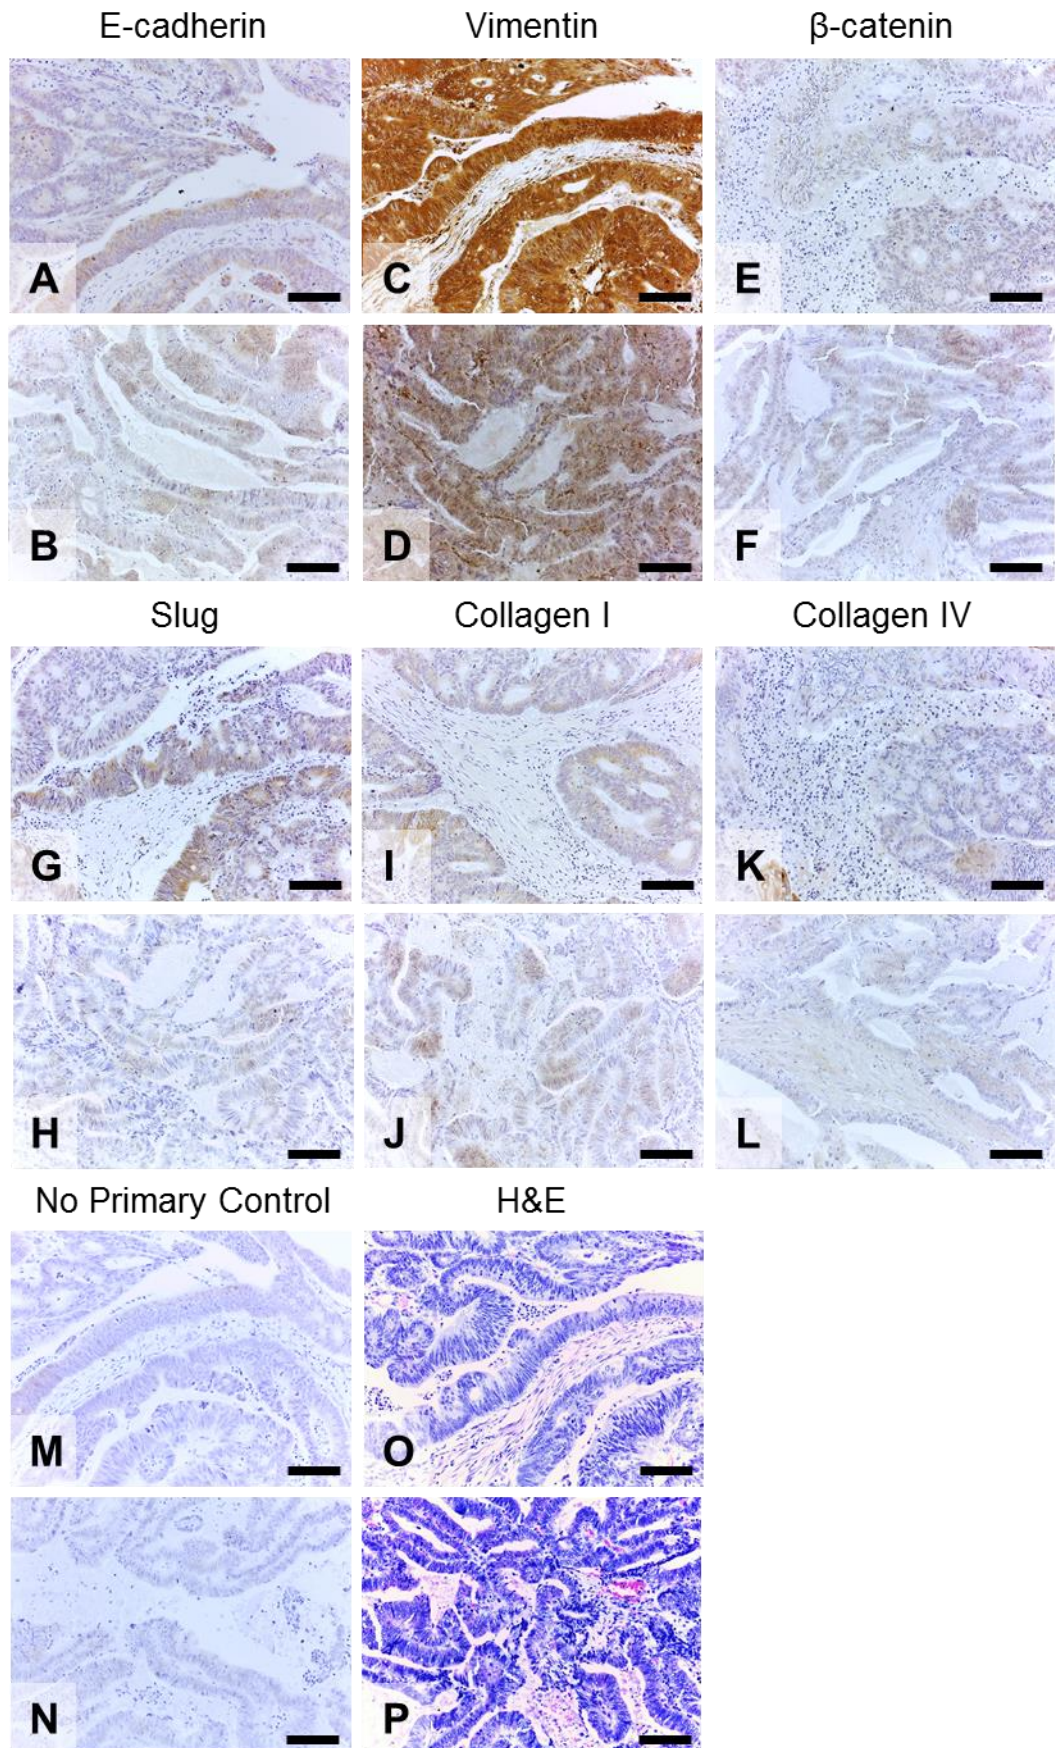 E-cadherin Vimentin β-catenin
A C E
B D F
Slug Collagen I Collagen IV
G I K
H J L
No Primary Control H&E
M O
N P